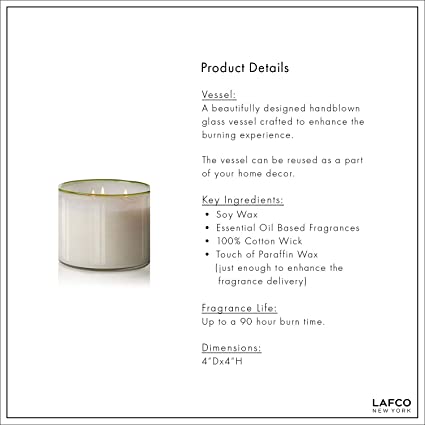 Product Details
Vessel:
A beautifully designed handblown
glass vessel crafted to enhance the
burning experience.
The vessel can be reused as a part
of your home decor.
Key Ingredients:
• Soy Wax
• Essential Oil Based Fragrances
• 100% Cotton Wick
• Touch of Paraffin Wax
(just enough to enhance the
fragrance delivery)
Fragrance Life:
Up to a 90 hour burn time.
Dimensions:
4"Dx4"H
LAFCO
NEW YORK